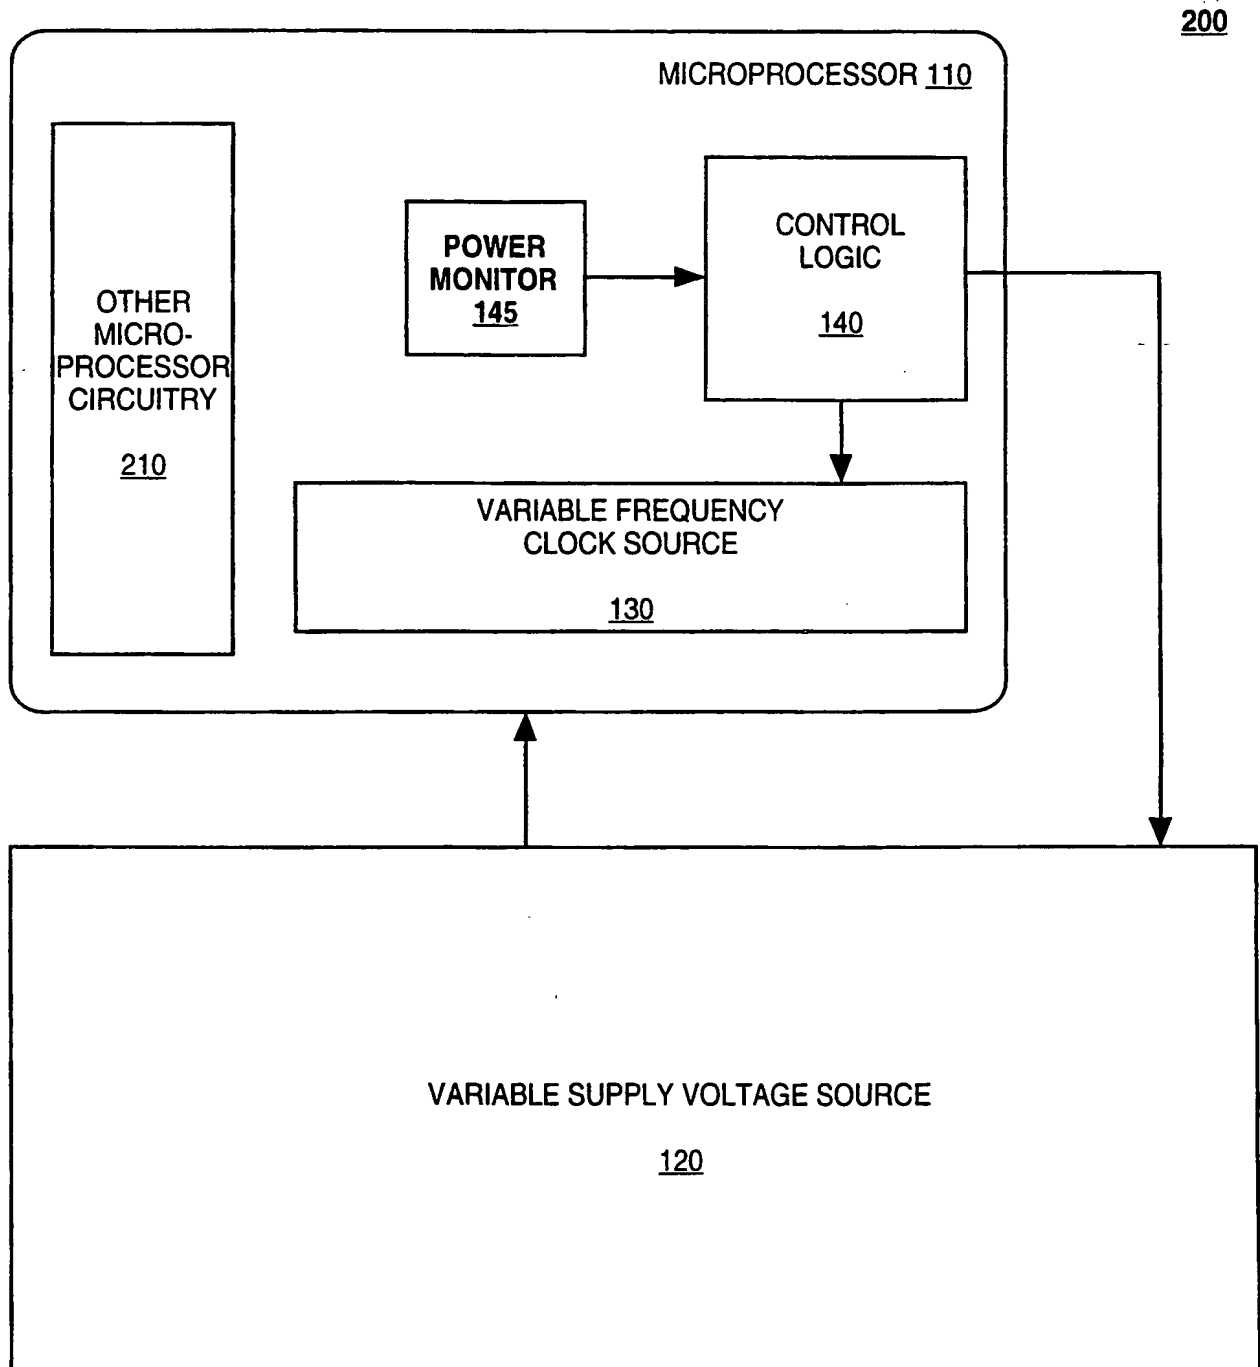 200
MICROPROCESSOR 110
OTHER
MICRO-
PROCESSOR
CIRCUITRY
210
POWER
MONITOR
145
CONTROL
LOGIC
140
VARIABLE FREQUENCY
CLOCK SOURCE
130
VARIABLE SUPPLY VOLTAGE SOURCE
120